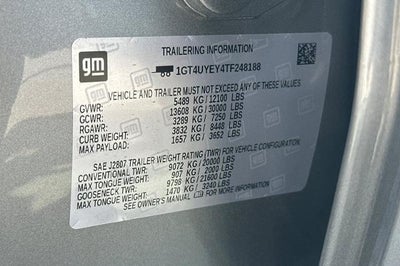 gm
TRAILERING INFORMATION
88 1GT4UYEY4TF248188
VEHICLE AND TRAILER MUST NOT EXCEED ANY OF THESE VALUES
GVWR: 5489 KG/12100 LBS
GCWR: 13608 KG/30000 LBS
RGAWR: 3289 KG/ 7250 LBS
CURB WEIGHT: 3832 KG/ 8448 LBS
MAX PAYLOAD: 1657 KG/ 3652 LBS
SAE J2807 TRAILER WEIGHT RATING (TWR) FOR VEHICLE CONFIGURATION:
CONVENTIONAL TWR: 9072 KG/ 20000 LBS
MAX TONGUE WEIGHT: 907 KG/ 2000 LBS
GOOSENECK TWR: 9798 KG/21600 LBS
MAX TONGUE WEIGHT: 1470 KG/ 3240 LBS
SEE OWNER'S MANUAL FOR